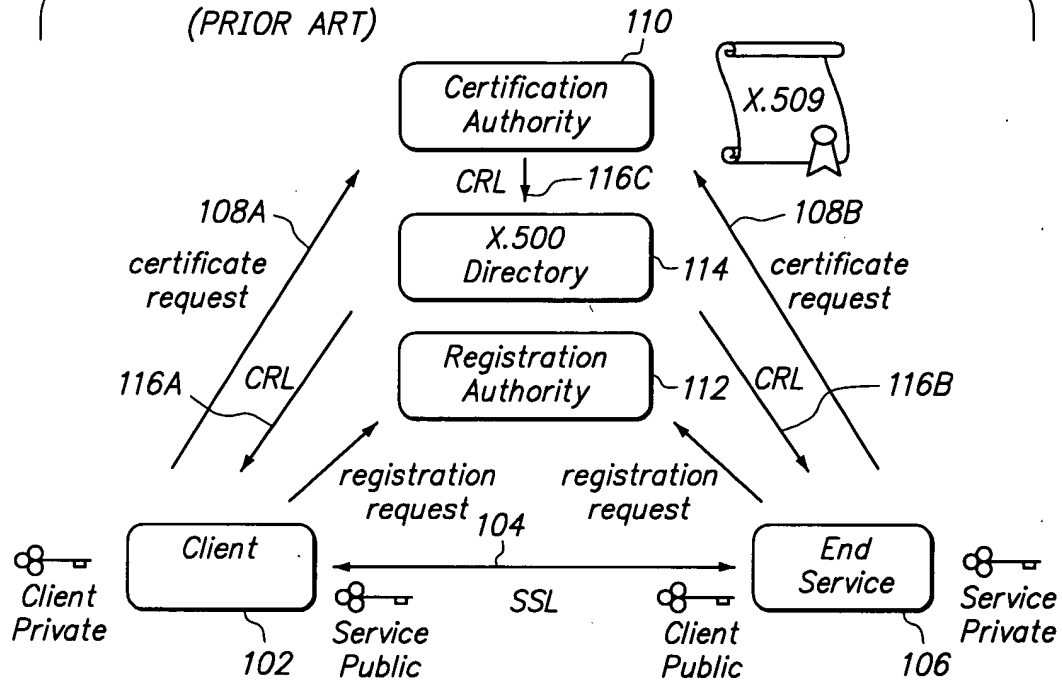 (PRIOR ART)
110
Certification
Authority
X.509
CRL
116C
108A
108B
X.500
Directory
114
certificate
request
certificate
request
Registration
Authority
112
116A
CRL
CRL
116B
registration
request
registration
request
104
Client
End
Service
SSL
Client
Private
Service
Public
Client
Public
Service
Private
102
106